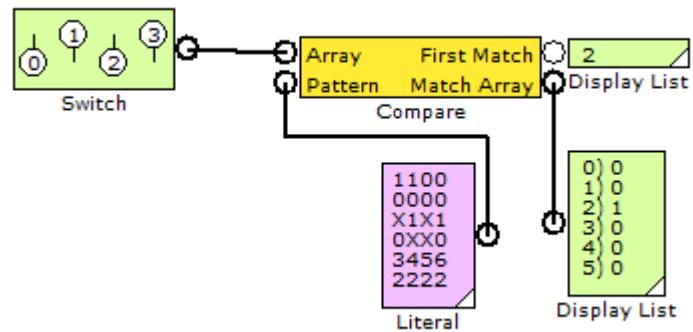 0 1 2 3
Switch
Array First Match
Pattern Match Array
Compare
2
Display List
1100
0000
X1X1
0XX0
3456
2222
Literal
0) 0
1) 0
2) 1
3) 0
4) 0
5) 0
Display List